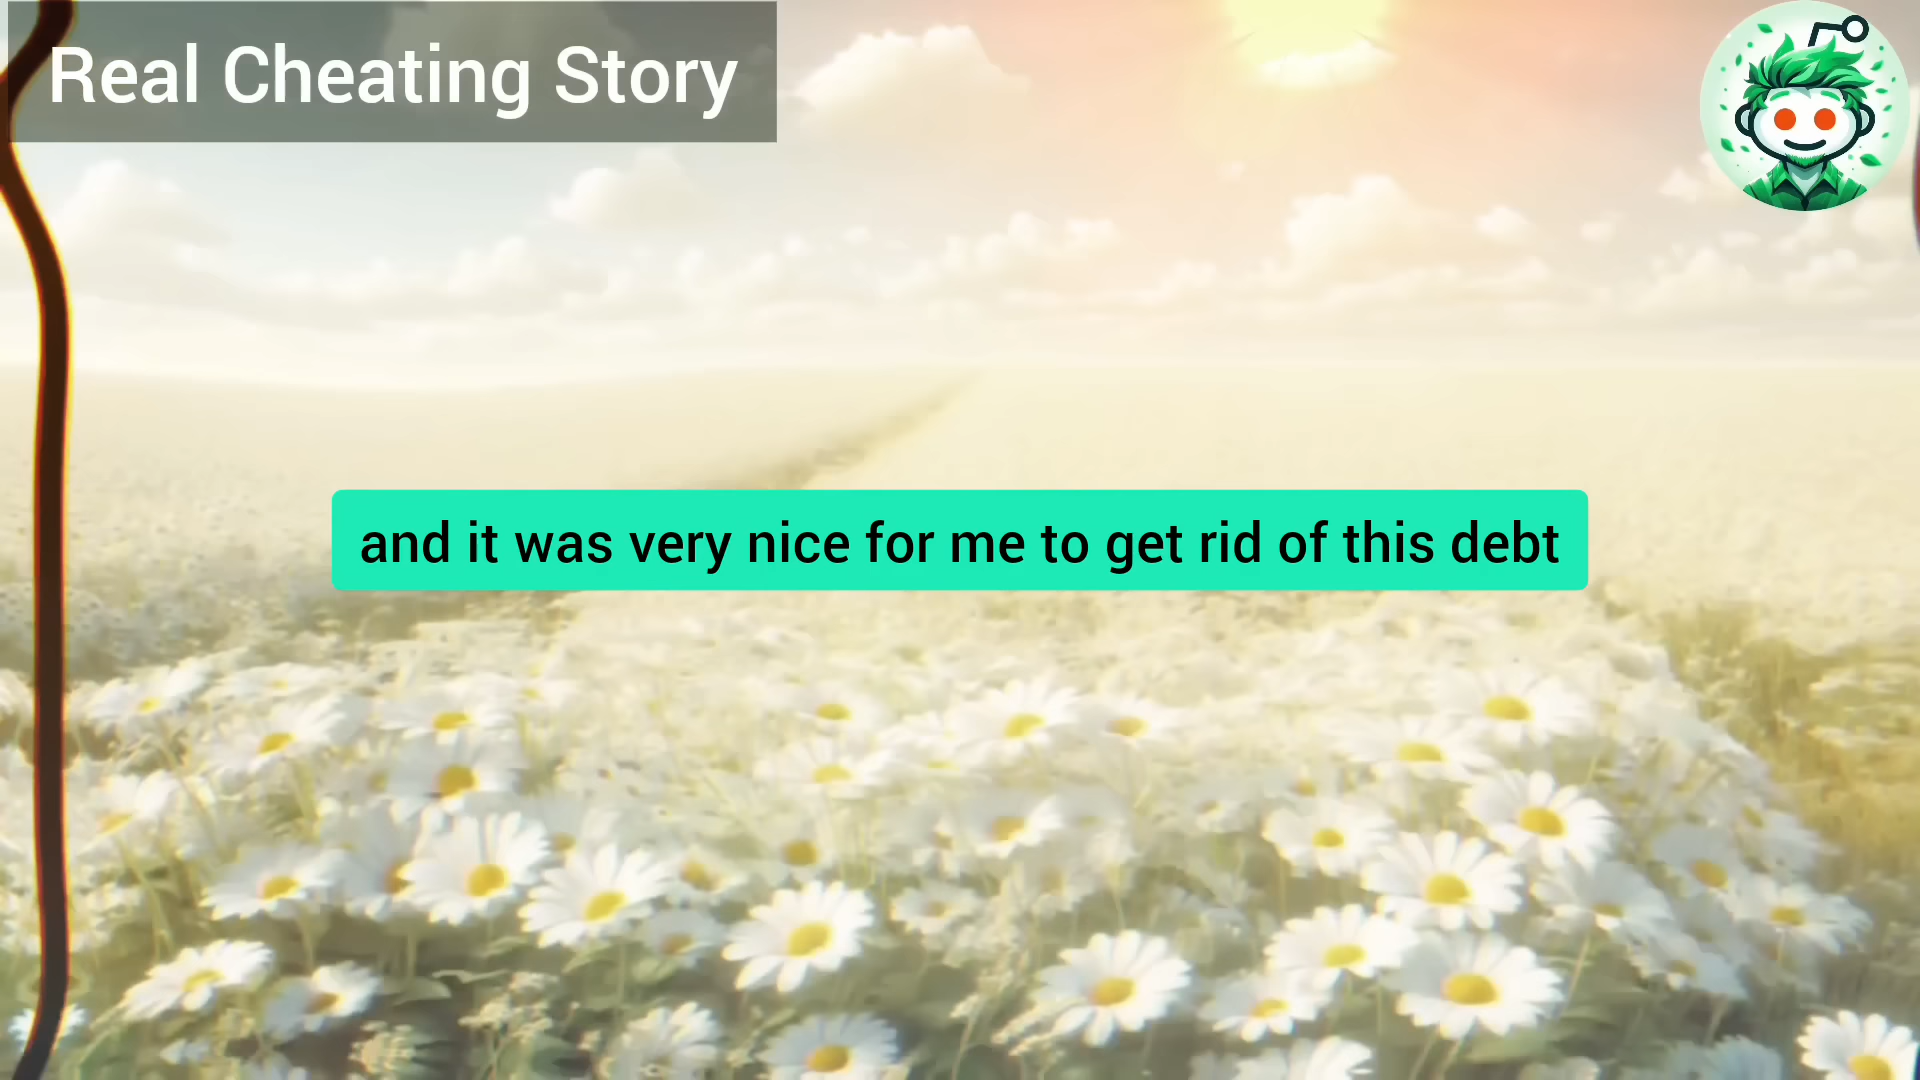 Real Cheating Story
and it was very nice for me to get rid of this debt